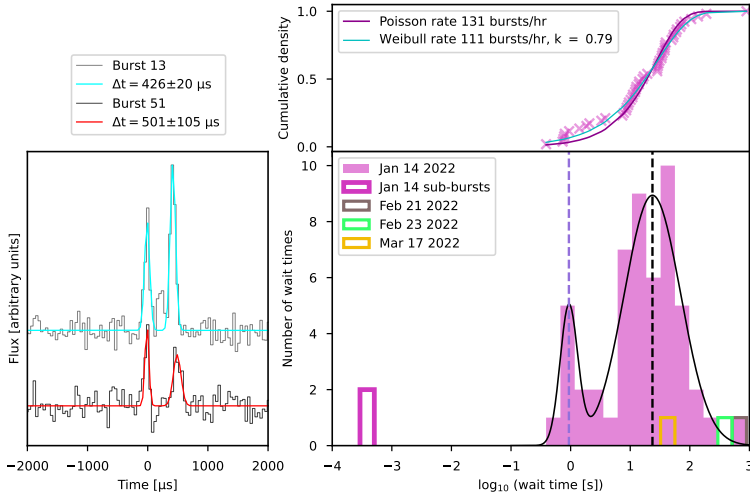 Burst 13
Δt = 426±20 μs
Burst 51
Δt = 501±105 μs
Flux [arbitrary units]
−2000 −1000 0 1000 2000
Time [μs]
Poisson rate 131 bursts/hr
Weibull rate 111 bursts/hr, k = 0.79
Cumulative density
1.0
0.5
0.0
Jan 14 2022
Jan 14 sub-bursts
Feb 21 2022
Feb 23 2022
Mar 17 2022
Number of wait times
10
8
6
4
2
0
−4 −3 −2 −1 0 1 2 3
log10 (wait time [s])